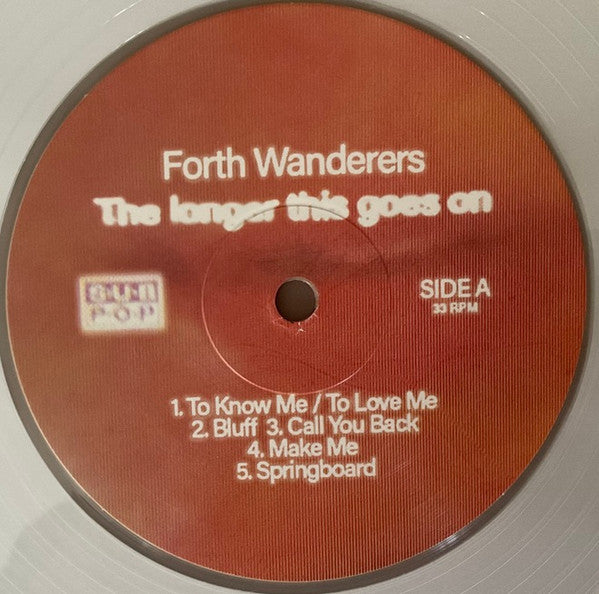 Forth Wanderers
The longer this goes on
SUB
POP
SIDE A
33 RPM
1. To Know Me / To Love Me
2. Bluff 3. Call You Back
4. Make Me
5. Springboard